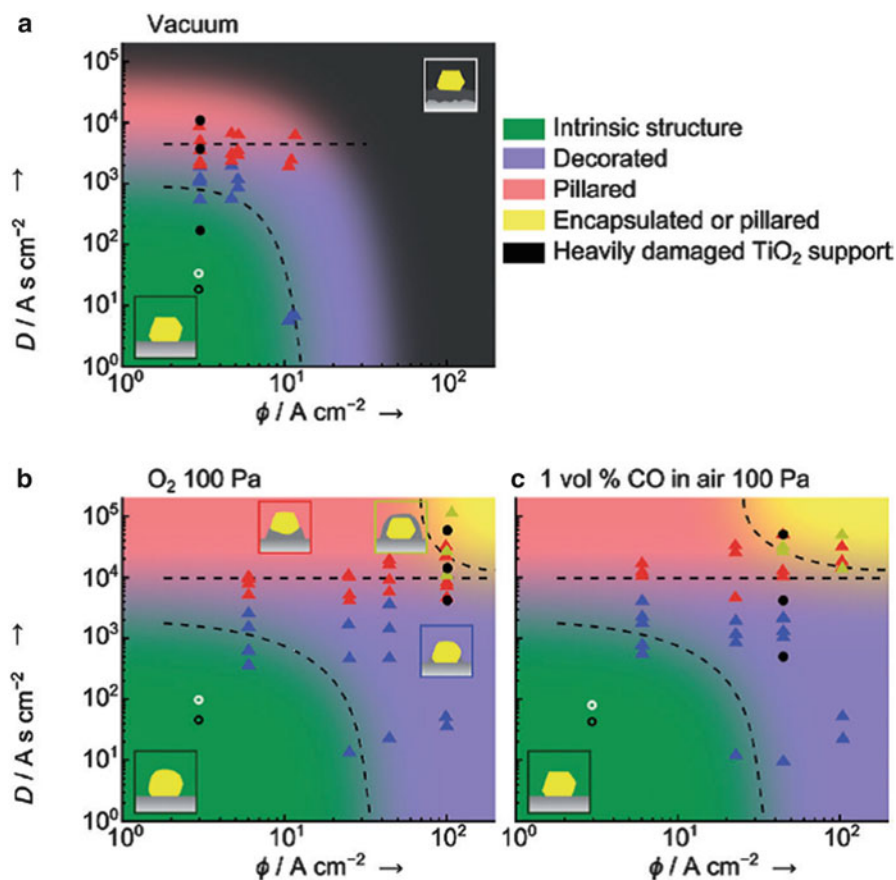 a
Vacuum
10⁵
10⁴
10³
10²
10¹
10⁰
D / A s cm⁻² →
10⁰
10¹
10²
ϕ / A cm⁻² →
Intrinsic structure
Decorated
Pillared
Encapsulated or pillared
Heavily damaged TiO₂ support
b
O₂ 100 Pa
10⁵
10⁴
10³
10²
10¹
10⁰
D / A s cm⁻² →
10⁰
10¹
10²
ϕ / A cm⁻² →
c
1 vol % CO in air 100 Pa
10⁰
10¹
10²
ϕ / A cm⁻² →